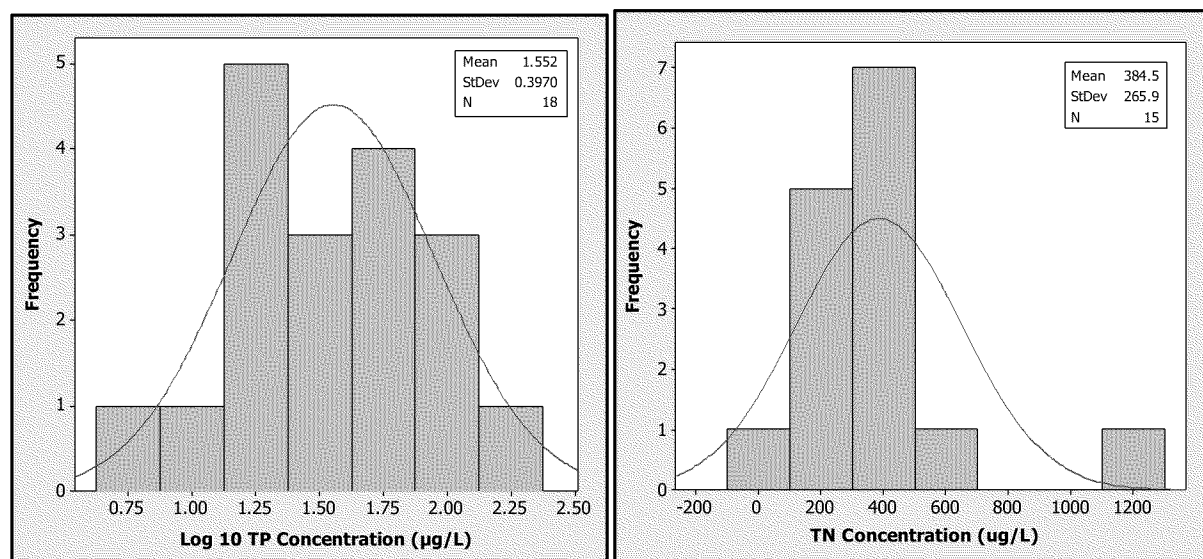 Mean 1.552
StDev 0.3970
N 18
5
4
3
2
1
0
Frequency
0.75 1.00 1.25 1.50 1.75 2.00 2.25 2.50
Log 10 TP Concentration (µg/L)
Mean 384.5
StDev 265.9
N 15
7
6
5
4
3
2
1
0
Frequency
-200 0 200 400 600 800 1000 1200
TN Concentration (ug/L)